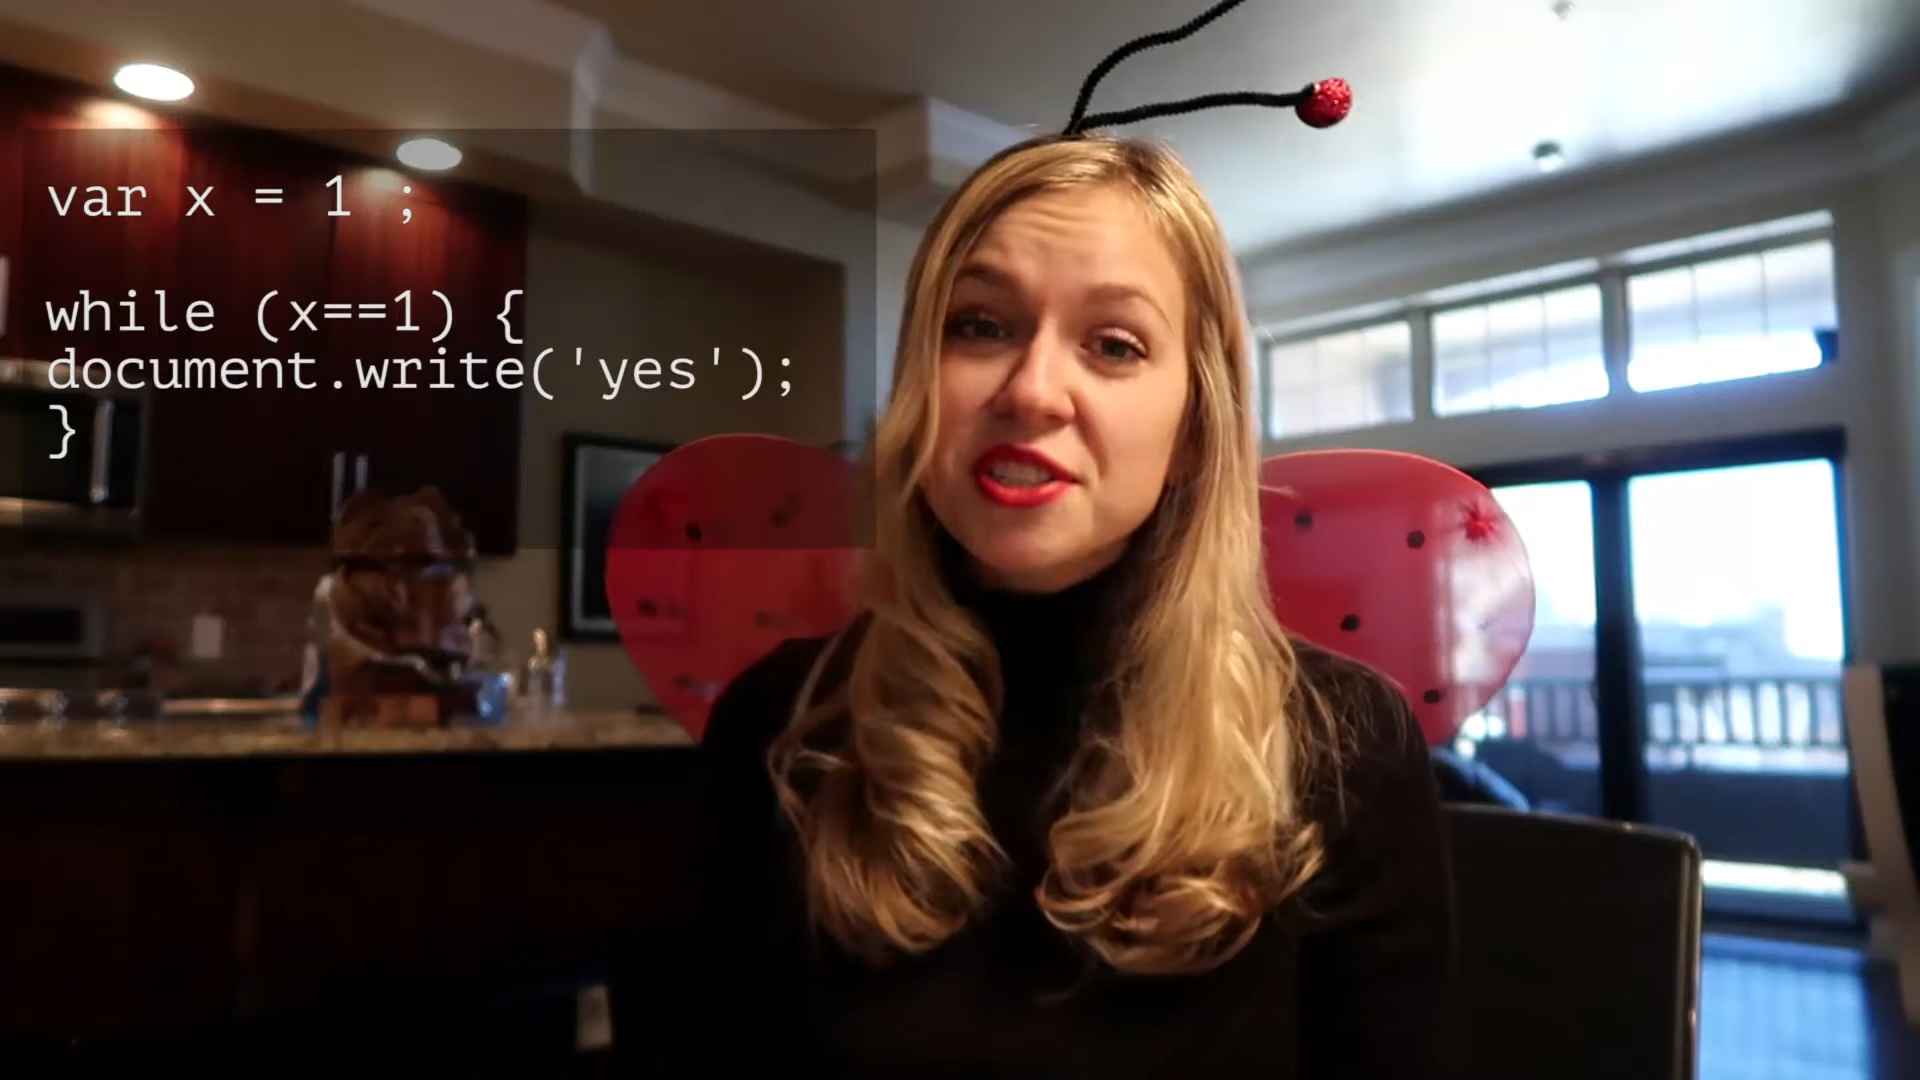 var x = 1 ;
while (x==1) {
document.write('yes');
}